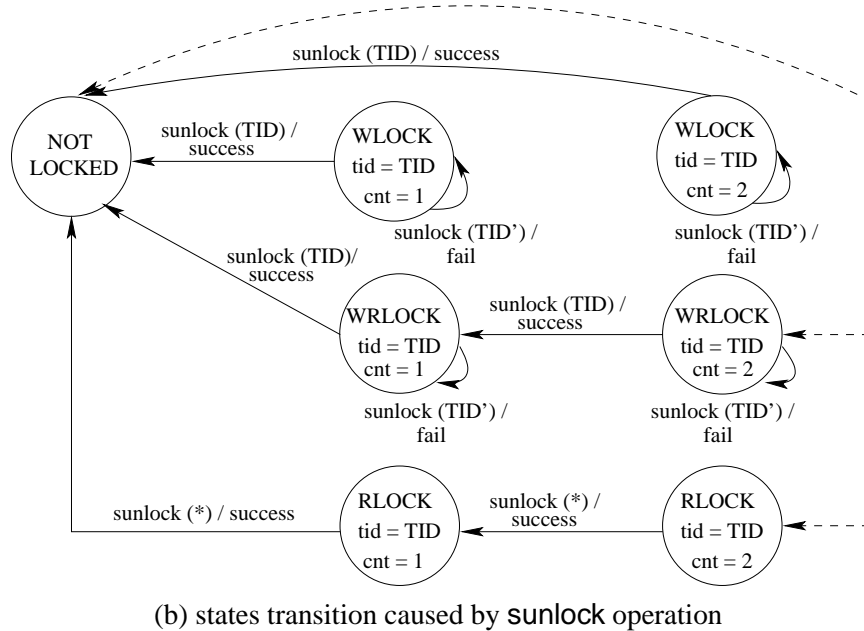 sunlock (TID) / success
NOT
LOCKED
sunlock (TID) /
success
WLOCK
tid = TID
cnt = 1
WLOCK
tid = TID
cnt = 2
sunlock (TID') /
fail
sunlock (TID') /
fail
sunlock (TID)/
success
WRLOCK
tid = TID
cnt = 1
sunlock (TID) /
success
WRLOCK
tid = TID
cnt = 2
sunlock (TID') /
fail
sunlock (TID') /
fail
sunlock (*) / success
RLOCK
tid = TID
cnt = 1
sunlock (*) /
success
RLOCK
tid = TID
cnt = 2
(b) states transition caused by sunlock operation